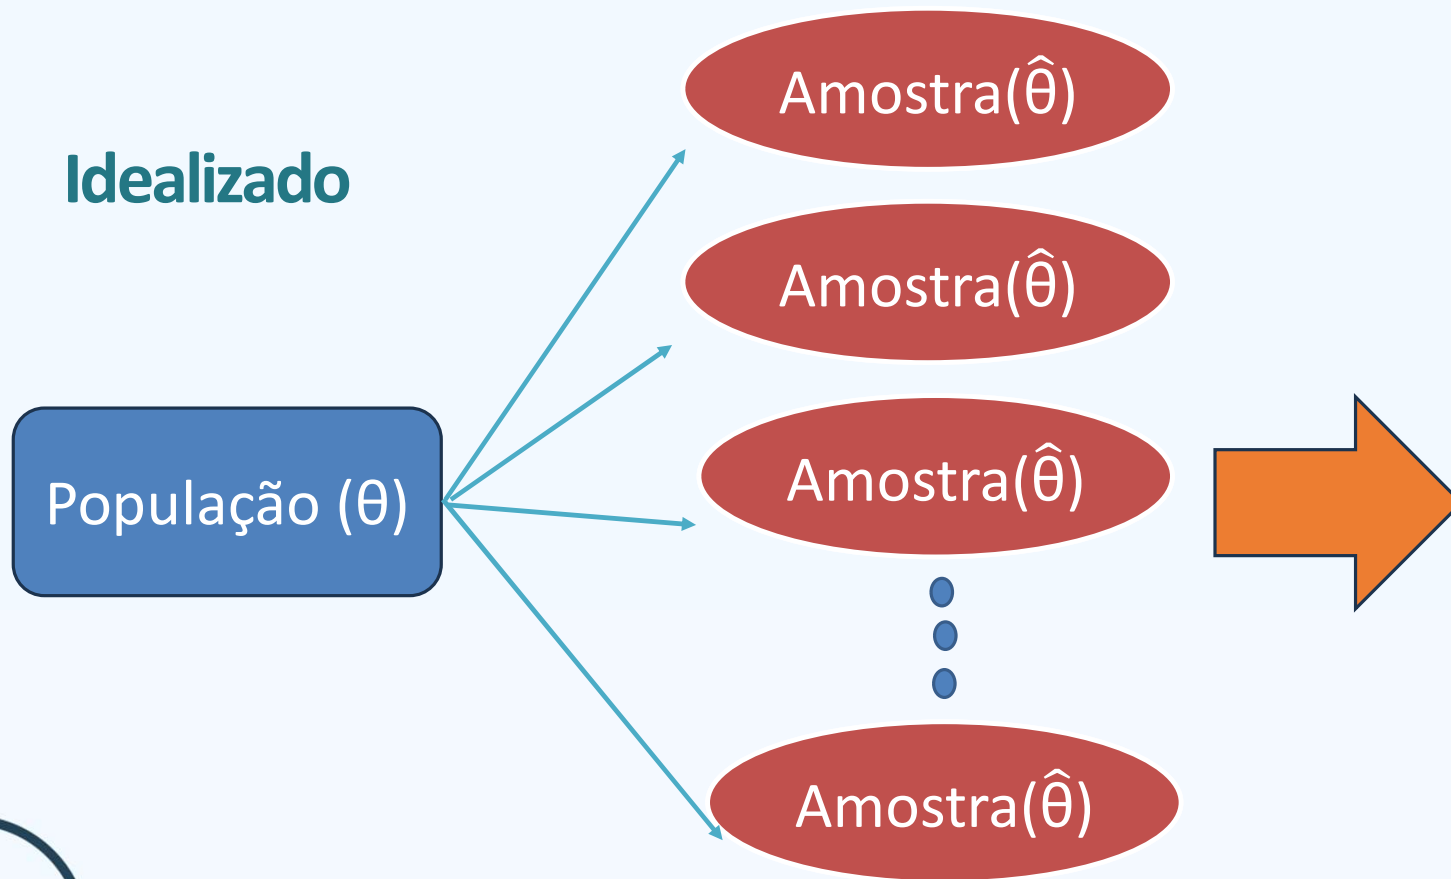 Idealizado
Amostra(θ̂)
Amostra(θ̂)
População (θ)
Amostra(θ̂)
Amostra(θ̂)